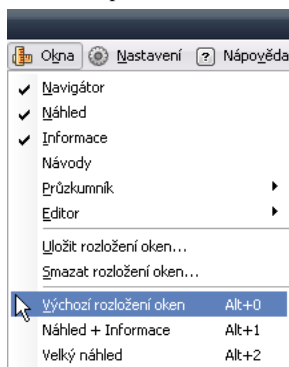 Okna Nastavení ? Nápověda
Navigátor
Náhled
Informace
Návody
Průzkumník
Editor
Uložit rozložení oken...
Smazat rozložení oken...
Výchozí rozložení oken Alt+0
Náhled + Informace Alt+1
Velký náhled Alt+2